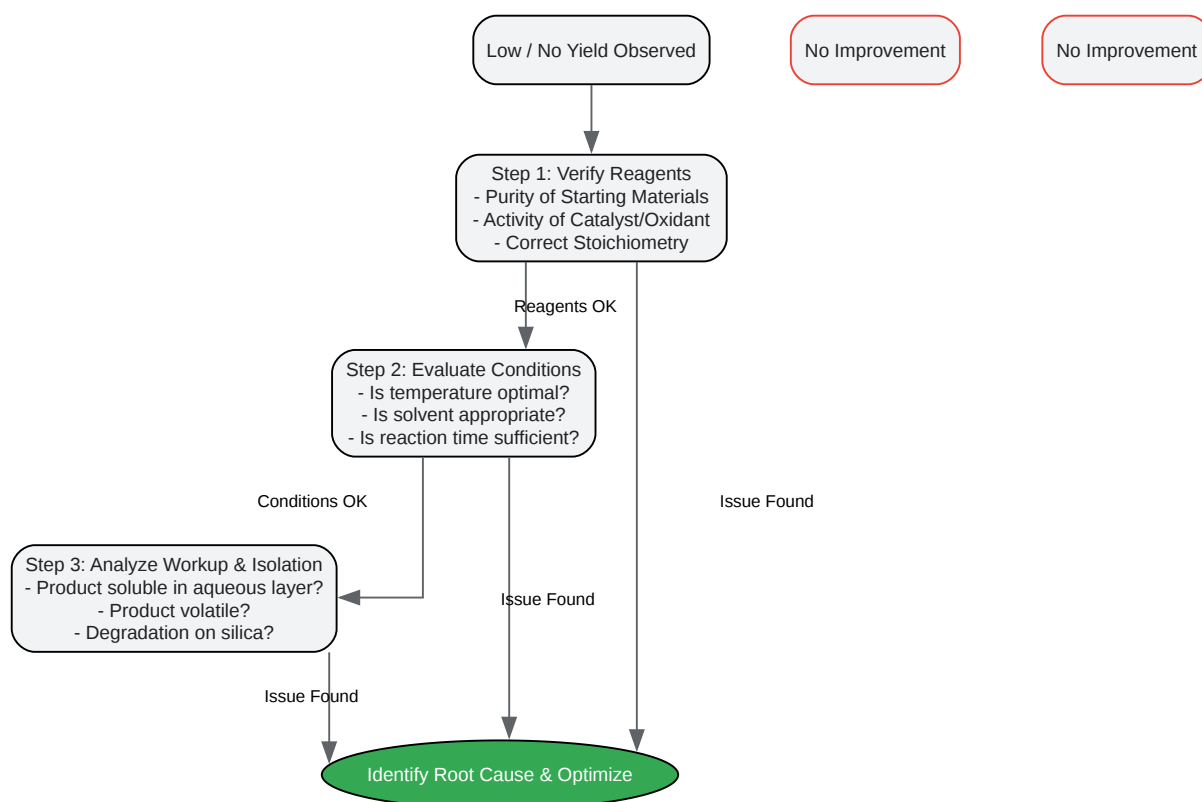 Low / No Yield Observed
No Improvement
No Improvement
Step 1: Verify Reagents
- Purity of Starting Materials
- Activity of Catalyst/Oxidant
- Correct Stoichiometry
Reagents OK
Step 2: Evaluate Conditions
- Is temperature optimal?
- Is solvent appropriate?
- Is reaction time sufficient?
Conditions OK
Issue Found
Step 3: Analyze Workup & Isolation
- Product soluble in aqueous layer?
- Product volatile?
- Degradation on silica?
Issue Found
Issue Found
Identify Root Cause & Optimize